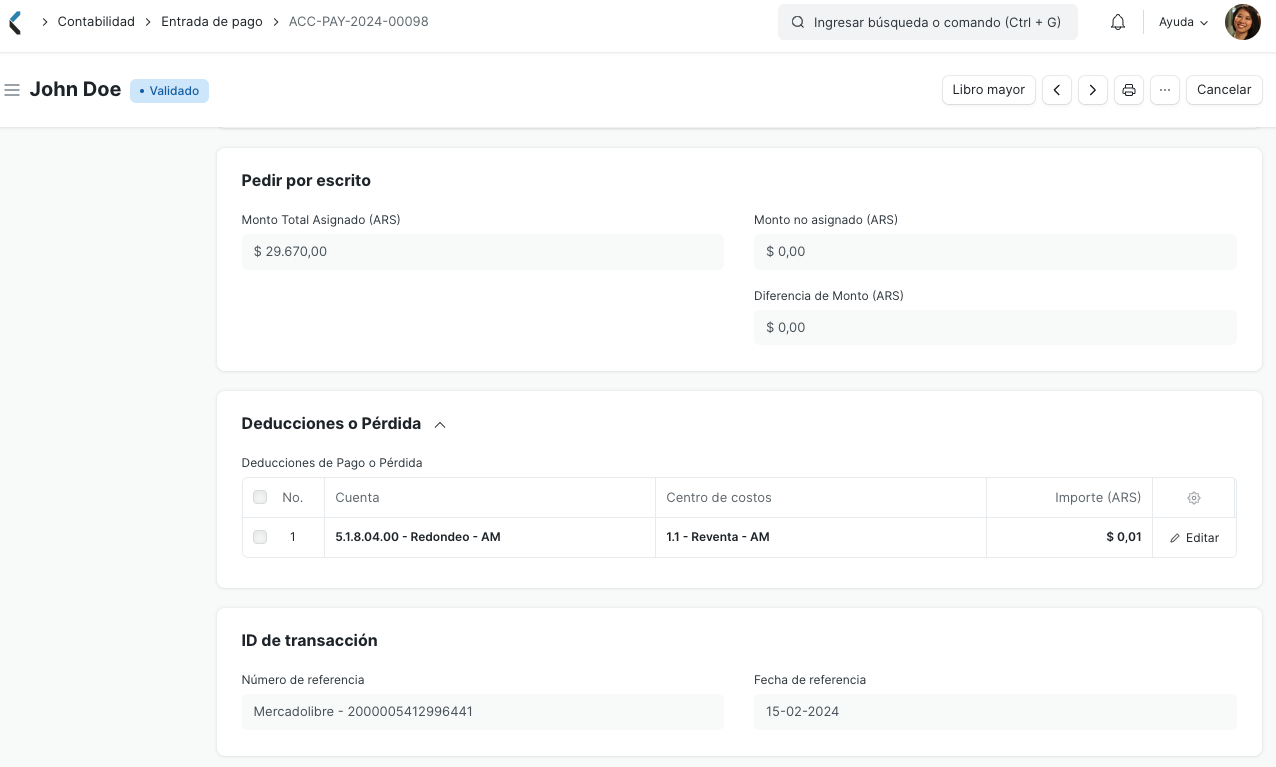 Contabilidad > Entrada de pago > ACC-PAY-2024-00098
Ingresar búsqueda o comando (Ctrl + G)
Ayuda
John Doe
• Validado
Libro mayor
...
Cancelar
Pedir por escrito
Monto Total Asignado (ARS)
$ 29.670,00
Monto no asignado (ARS)
$ 0,00
Diferencia de Monto (ARS)
$ 0,00
Deducciones o Pérdida
Deducciones de Pago o Pérdida
No. Cuenta Centro de costos Importe (ARS)
1 5.1.8.04.00 - Redondeo - AM 1.1 - Reventa - AM $ 0,01 Editar
ID de transacción
Número de referencia
Mercadolibre - 2000005412996441
Fecha de referencia
15-02-2024